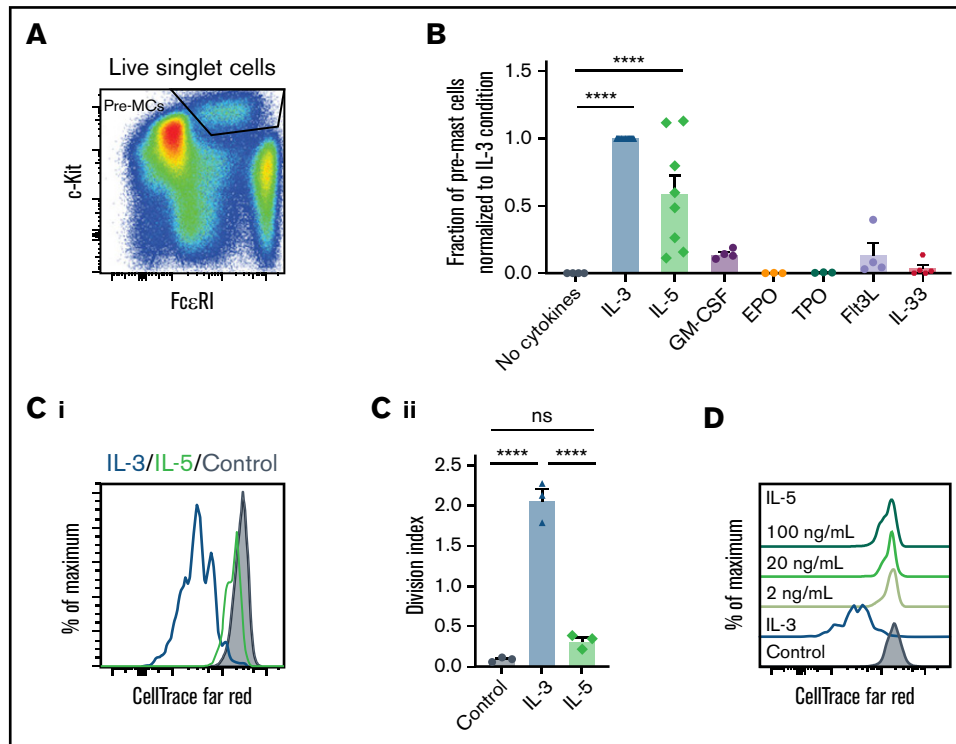 A
Live singlet cells
Pre-MCs
c-Kit
FcεRI
B
****
****
Fraction of pre-mast cells
normalized to IL-3 condition
1.5
1.0
0.5
0.0
No cytokines
IL-3
IL-5
GM-CSF
EPO
TPO
Flt3L
IL-33
C i
IL-3/IL-5/Control
% of maximum
CellTrace far red
C ii
ns
****
****
Division index
2.5
2.0
1.5
1.0
0.5
0.0
Control
IL-3
IL-5
D
% of maximum
IL-5
100 ng/mL
20 ng/mL
2 ng/mL
IL-3
Control
CellTrace far red